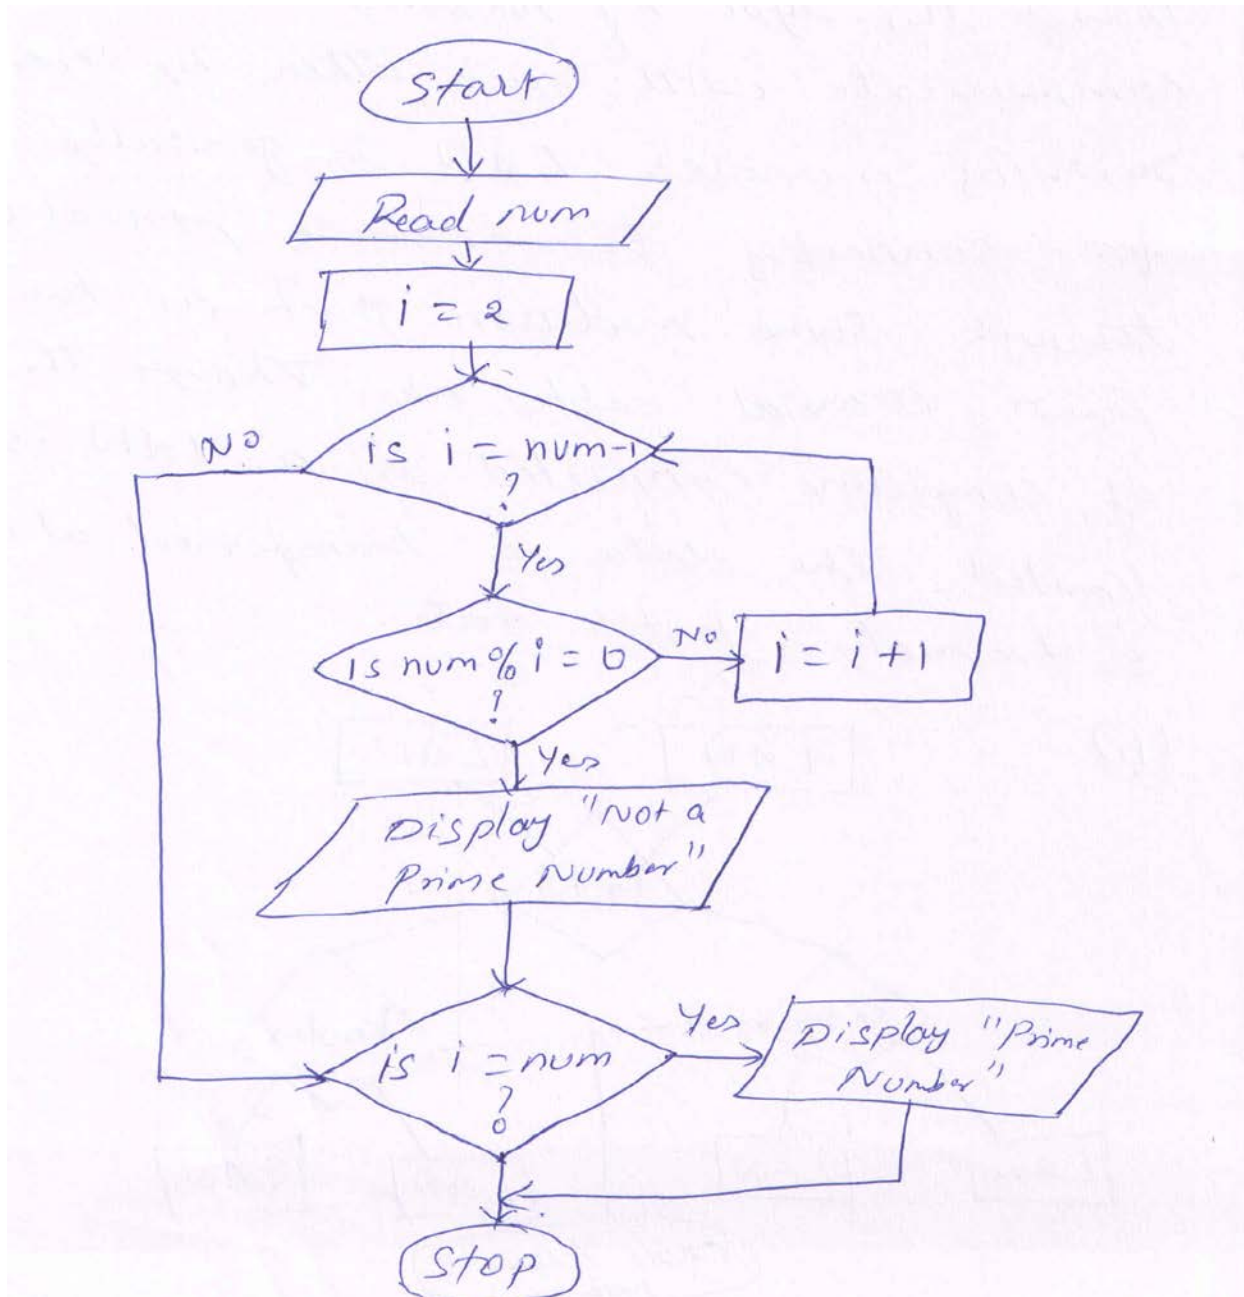 Start
Read num
i = 2
is i = num-1
?
No
Yes
is num % i = 0
?
No
i = i + 1
Yes
Display "Not a
Prime Number"
is i = num
?
Yes
Display "Prime
Number"
Stop